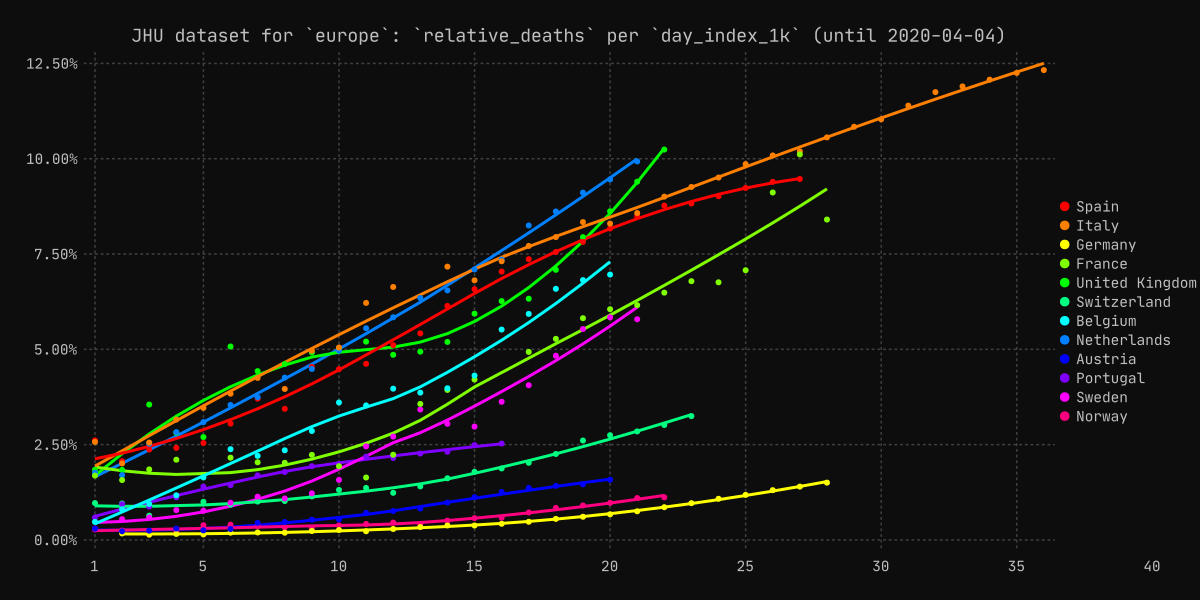 JHU dataset for `europe`: `relative_deaths` per `day_index_1k` (until 2020-04-04)
12.50%
10.00%
7.50%
5.00%
2.50%
0.00%
1 5 10 15 20 25 30 35 40
Spain
Italy
Germany
France
United Kingdom
Switzerland
Belgium
Netherlands
Austria
Portugal
Sweden
Norway